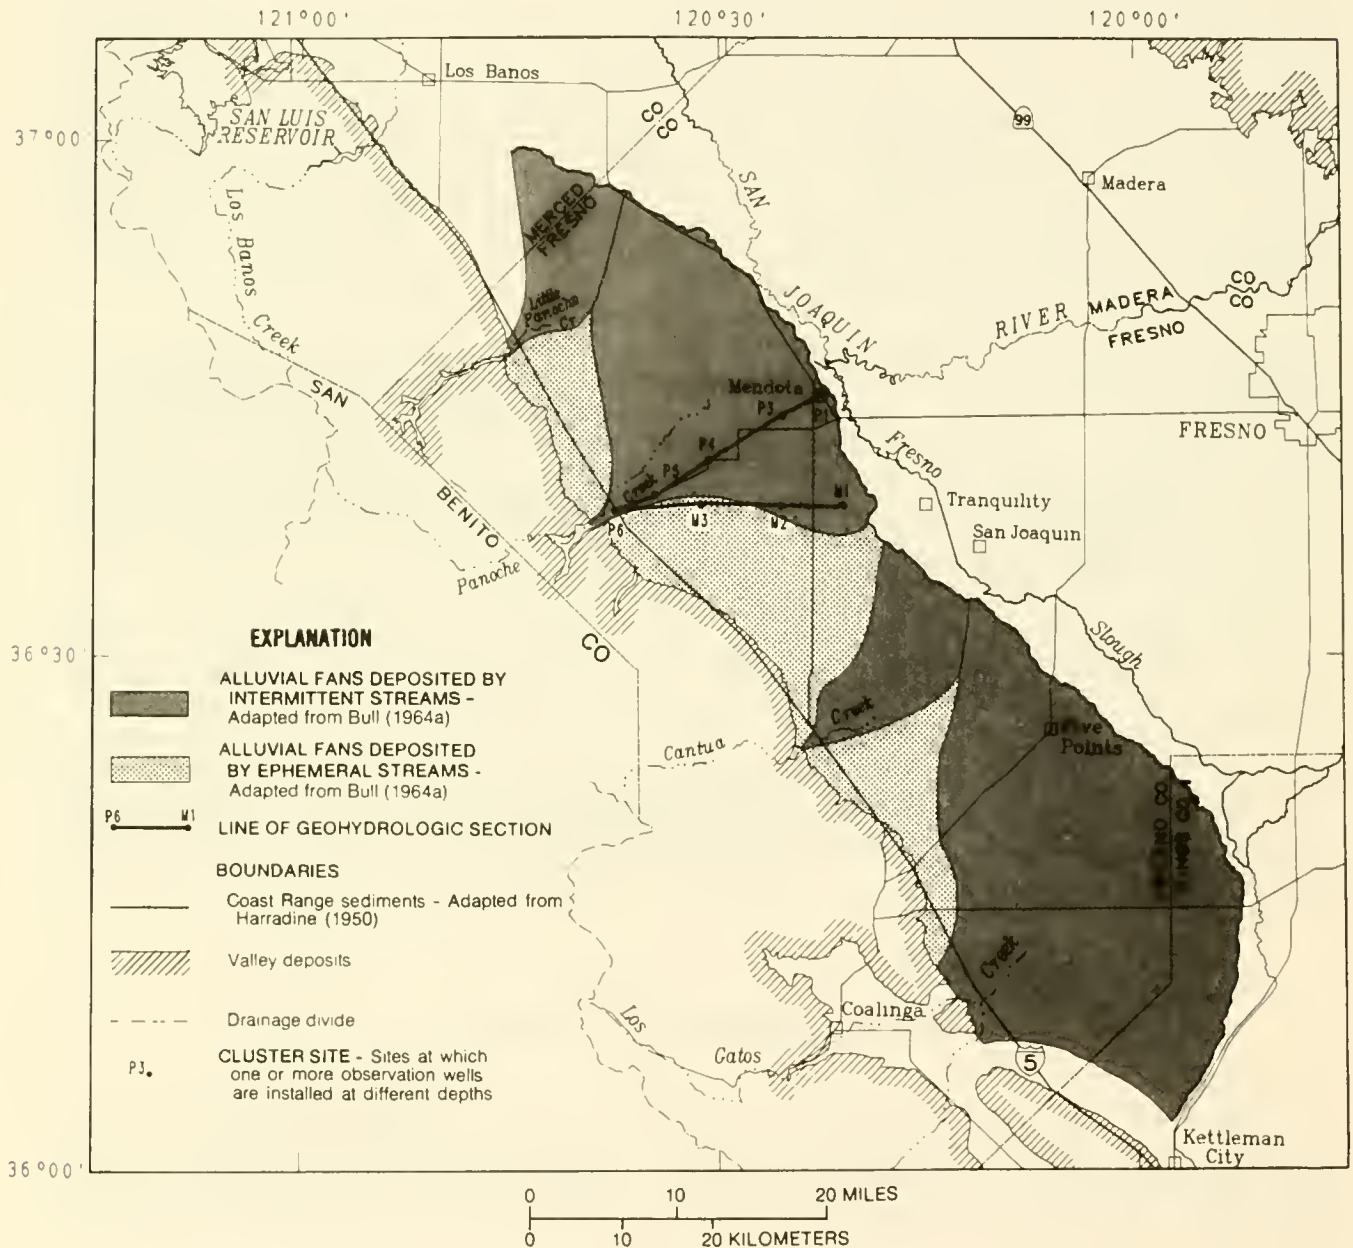 121°00'
120°30'
120°00'
Los Banos
SAN LUIS
RESERVOIR
37°00'
CO
CO
99
Madera
SAN
JOAQUIN
RIVER
MADERA
FRESNO
CO
CO
Los Banos
Creek
MERCED
FRESNO
Little
Panoche
Cr.
SAN
BENITO
CO
Mendota
P3
P1
P4
P5
Creek
FRESNO
Fresno
Slough
M1
P6
M3
M2
Tranquility
San Joaquin
Panoche
EXPLANATION
36°30'
ALLUVIAL FANS DEPOSITED BY
INTERMITTENT STREAMS -
Adapted from Bull (1964a)
ALLUVIAL FANS DEPOSITED
BY EPHEMERAL STREAMS -
Adapted from Bull (1964a)
P6 M1
LINE OF GEOHYDROLOGIC SECTION
BOUNDARIES
Coast Range sediments - Adapted from
Harradine (1950)
Valley deposits
Drainage divide
P3.
CLUSTER SITE - Sites at which
one or more observation wells
are installed at different depths
Cantua
Creek
Five
Points
CO
Creek
Coalinga
Los
Gatos
5
Kettleman
City
36°00'
0 10 20 MILES
0 10 20 KILOMETERS